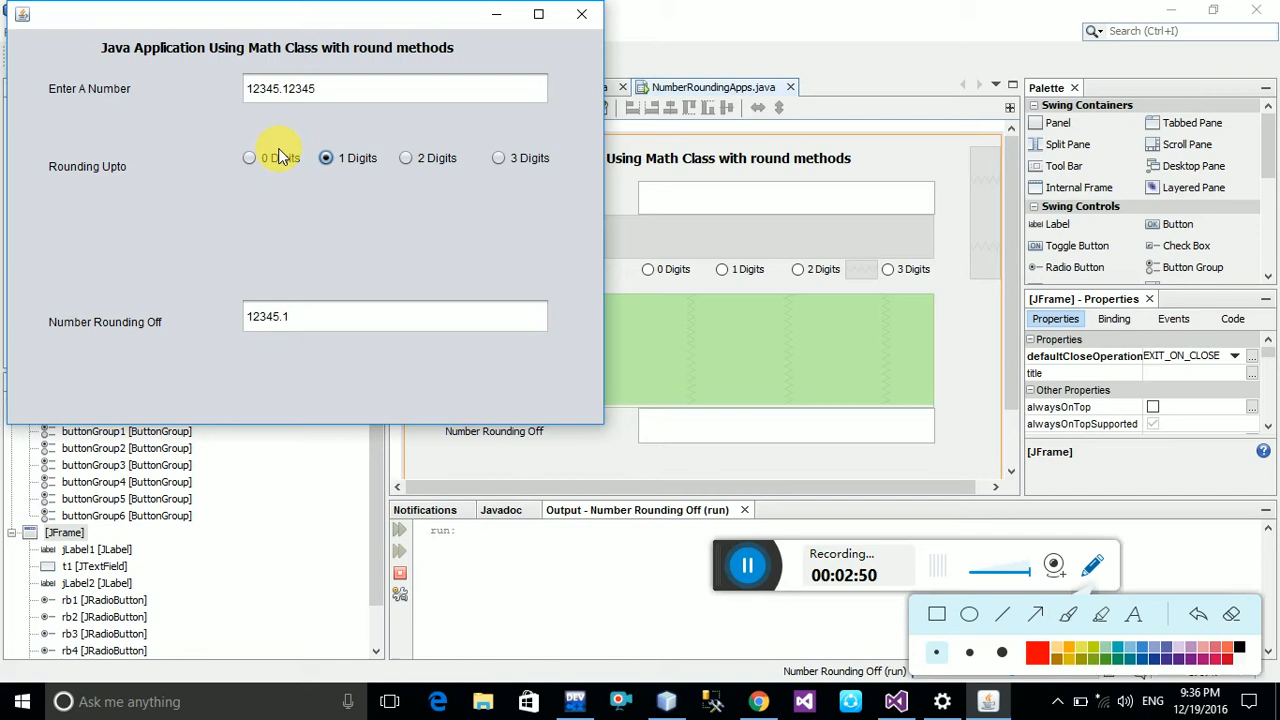 Java Application Using Math Class with round methods
Enter A Number
12345.12345
Rounding Upto
0 Digits
1 Digits
2 Digits
3 Digits
Number Rounding Off
12345.1
Search (Ctrl+I)
NumberRoundingApps.java
Using Math Class with round methods
0 Digits
1 Digits
2 Digits
3 Digits
Number Rounding Off
Palette
Swing Containers
Panel
Tabbed Pane
Split Pane
Scroll Pane
Tool Bar
Desktop Pane
Internal Frame
Layered Pane
Swing Controls
Label
OK Button
ON Toggle Button
Check Box
Radio Button
Button Group
[JFrame] - Properties
Properties
Binding
Events
Code
Properties
defaultCloseOperation
EXIT_ON_CLOSE
title
Other Properties
alwaysOnTop
alwaysOnTopSupported
[JFrame]
buttonGroup1 [ButtonGroup]
buttonGroup2 [ButtonGroup]
buttonGroup3 [ButtonGroup]
buttonGroup4 [ButtonGroup]
buttonGroup5 [ButtonGroup]
buttonGroup6 [ButtonGroup]
[JFrame]
label jLabel1 [JLabel]
t1 [JTextField]
label jLabel2 [JLabel]
rb1 [JRadioButton]
rb2 [JRadioButton]
rb3 [JRadioButton]
rb4 [JRadioButton]
Notifications
Javadoc
Output - Number Rounding Off (run)
run:
Recording...
00:02:50
A
Number Rounding Off (run)
Ask me anything
DEV
ENG
9:36 PM
12/19/2016